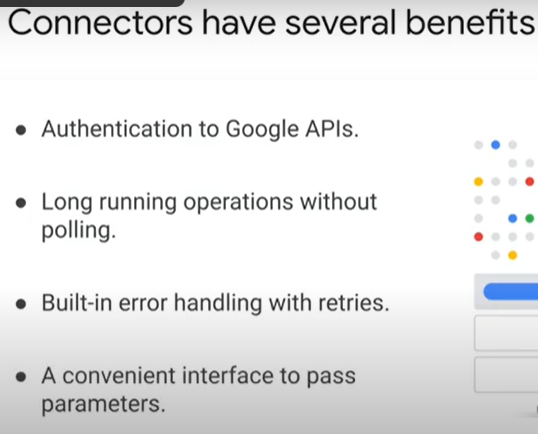 Connectors have several benefits
• Authentication to Google APIs.
• Long running operations without
polling.
• Built-in error handling with retries.
• A convenient interface to pass
parameters.